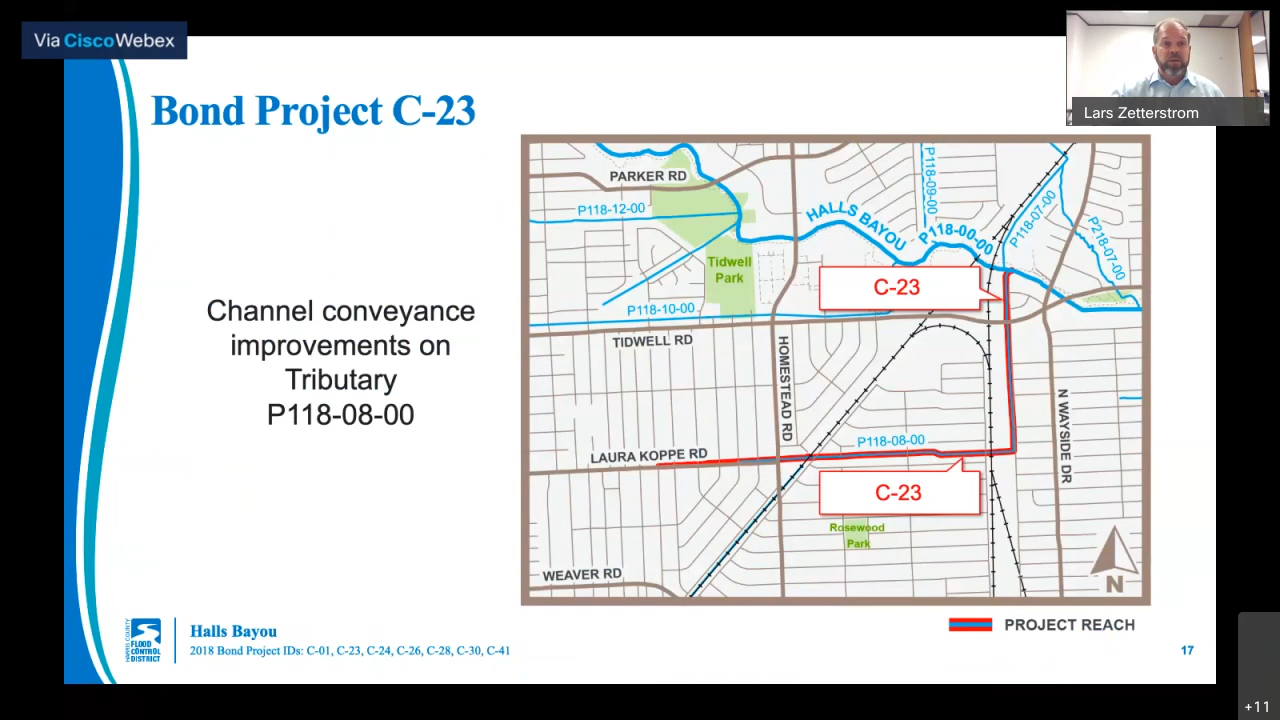 Via CiscoWebex
Lars Zetterstrom
Bond Project C-23
Channel conveyance
improvements on
Tributary
P118-08-00
PARKER RD
P118-12-00
HALLS BAYOU
P118-09-00
P118-00-00
P118-07-00
P218-07-00
Tidwell
Park
C-23
P118-10-00
TIDWELL RD
HOMESTEAD RD
N WAYSIDE DR
P118-08-00
LAURA KOPPE RD
C-23
Rosewood
Park
WEAVER RD
N
PROJECT REACH
HARRIS COUNTY
FLOOD
CONTROL
DISTRICT
Halls Bayou
2018 Bond Project IDs: C-01, C-23, C-24, C-26, C-28, C-30, C-41
17
+11